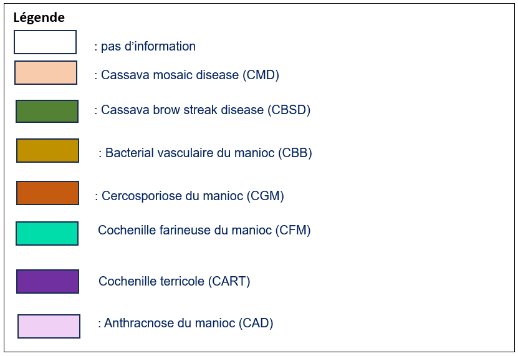 Légende
: pas d'information
: Cassava mosaic disease (CMD)
: Cassava brow streak disease (CBSD)
: Bacterial vasculaire du manioc (CBB)
: Cercosporiose du manioc (CGM)
Cochenille farineuse du manioc (CFM)
Cochenille terricole (CART)
: Anthracnose du manioc (CAD)